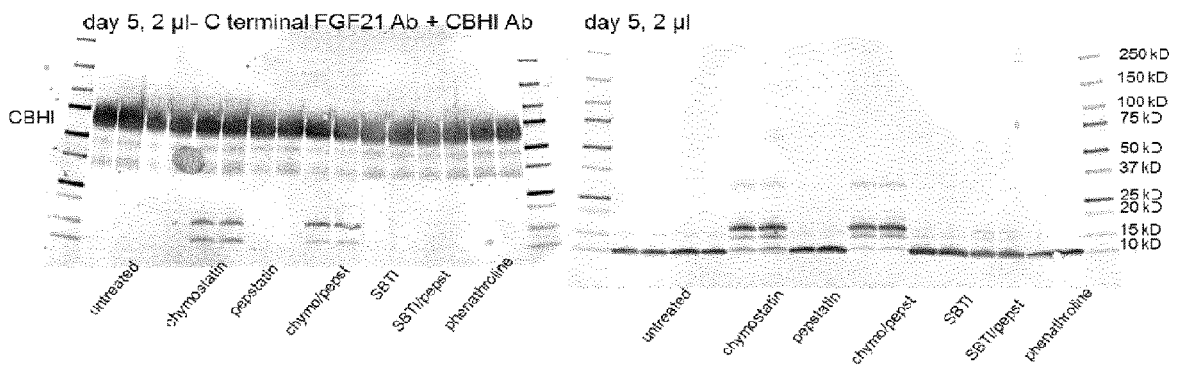 day 5, 2 µl- C terminal FGF21 Ab + CBHI Ab
CBHI
untreated
chymostatin
pepstatin
chymo/pepst
SBTI
SBTI/pepst
phenathroline
day 5, 2 µl
250 kD
150 kD
100 kD
75 kD
50 kD
37 kD
25 kD
20 kD
15 kD
10 kD
untreated
chymostatin
pepstatin
chymo/pepst
SBTI
SBTI/pepst
phenathroline